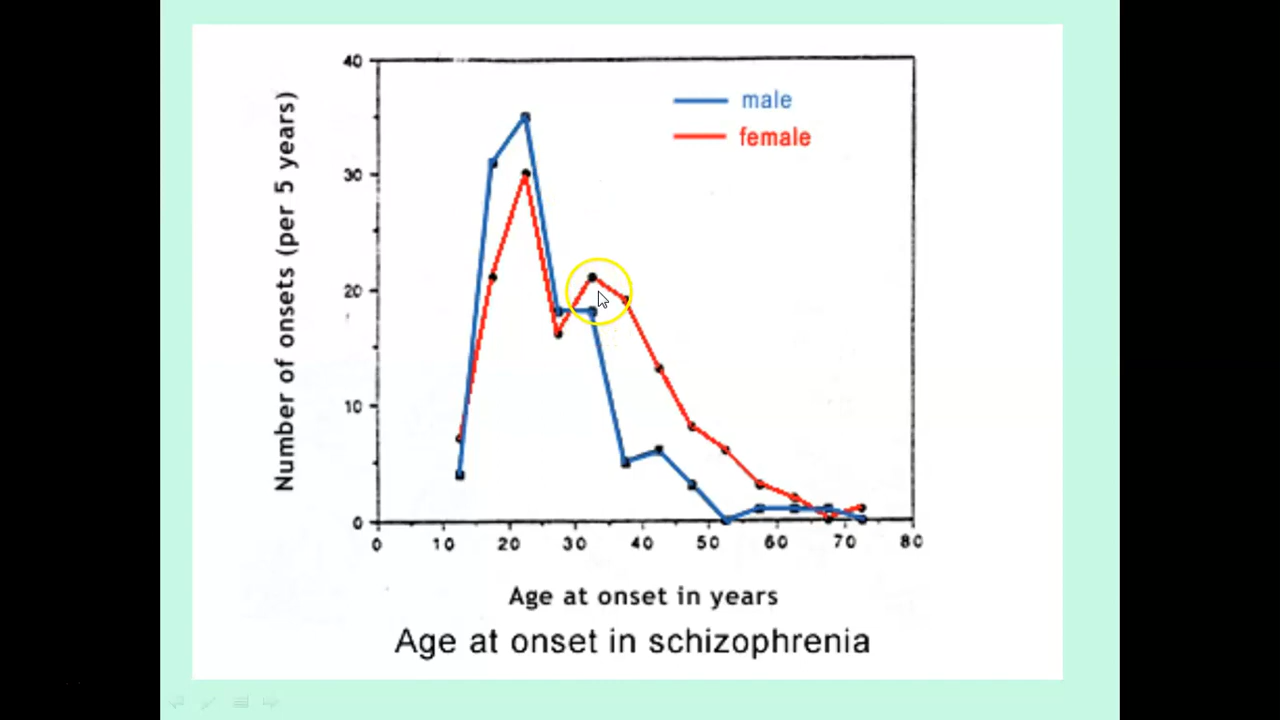 40
male
female
30
20
10
0
Number of onsets (per 5 years)
0 10 20 30 40 50 60 70 80
Age at onset in years
Age at onset in schizophrenia